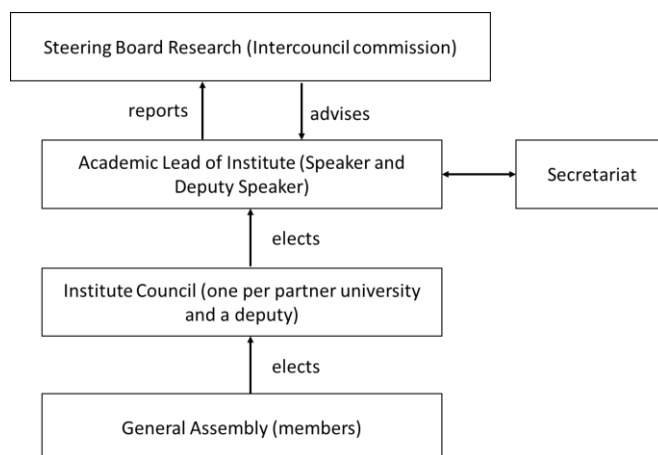 Steering Board Research (Intercouncil commission)
reports
advises
Academic Lead of Institute (Speaker and
Deputy Speaker)
Secretariat
elects
Institute Council (one per partner university
and a deputy)
elects
General Assembly (members)